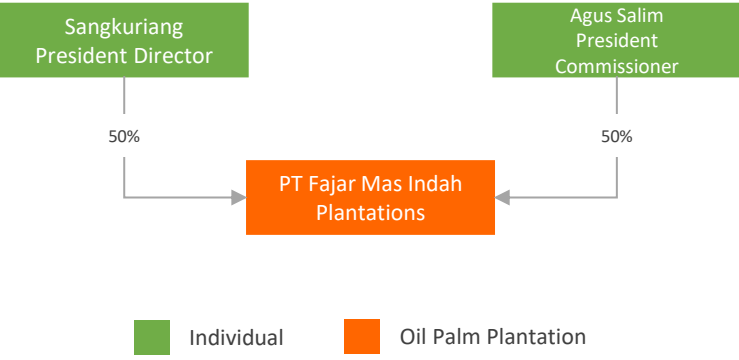 Sangkuriang
President Director
Agus Salim
President
Commissioner
50%
50%
PT Fajar Mas Indah
Plantations
Individual
Oil Palm Plantation